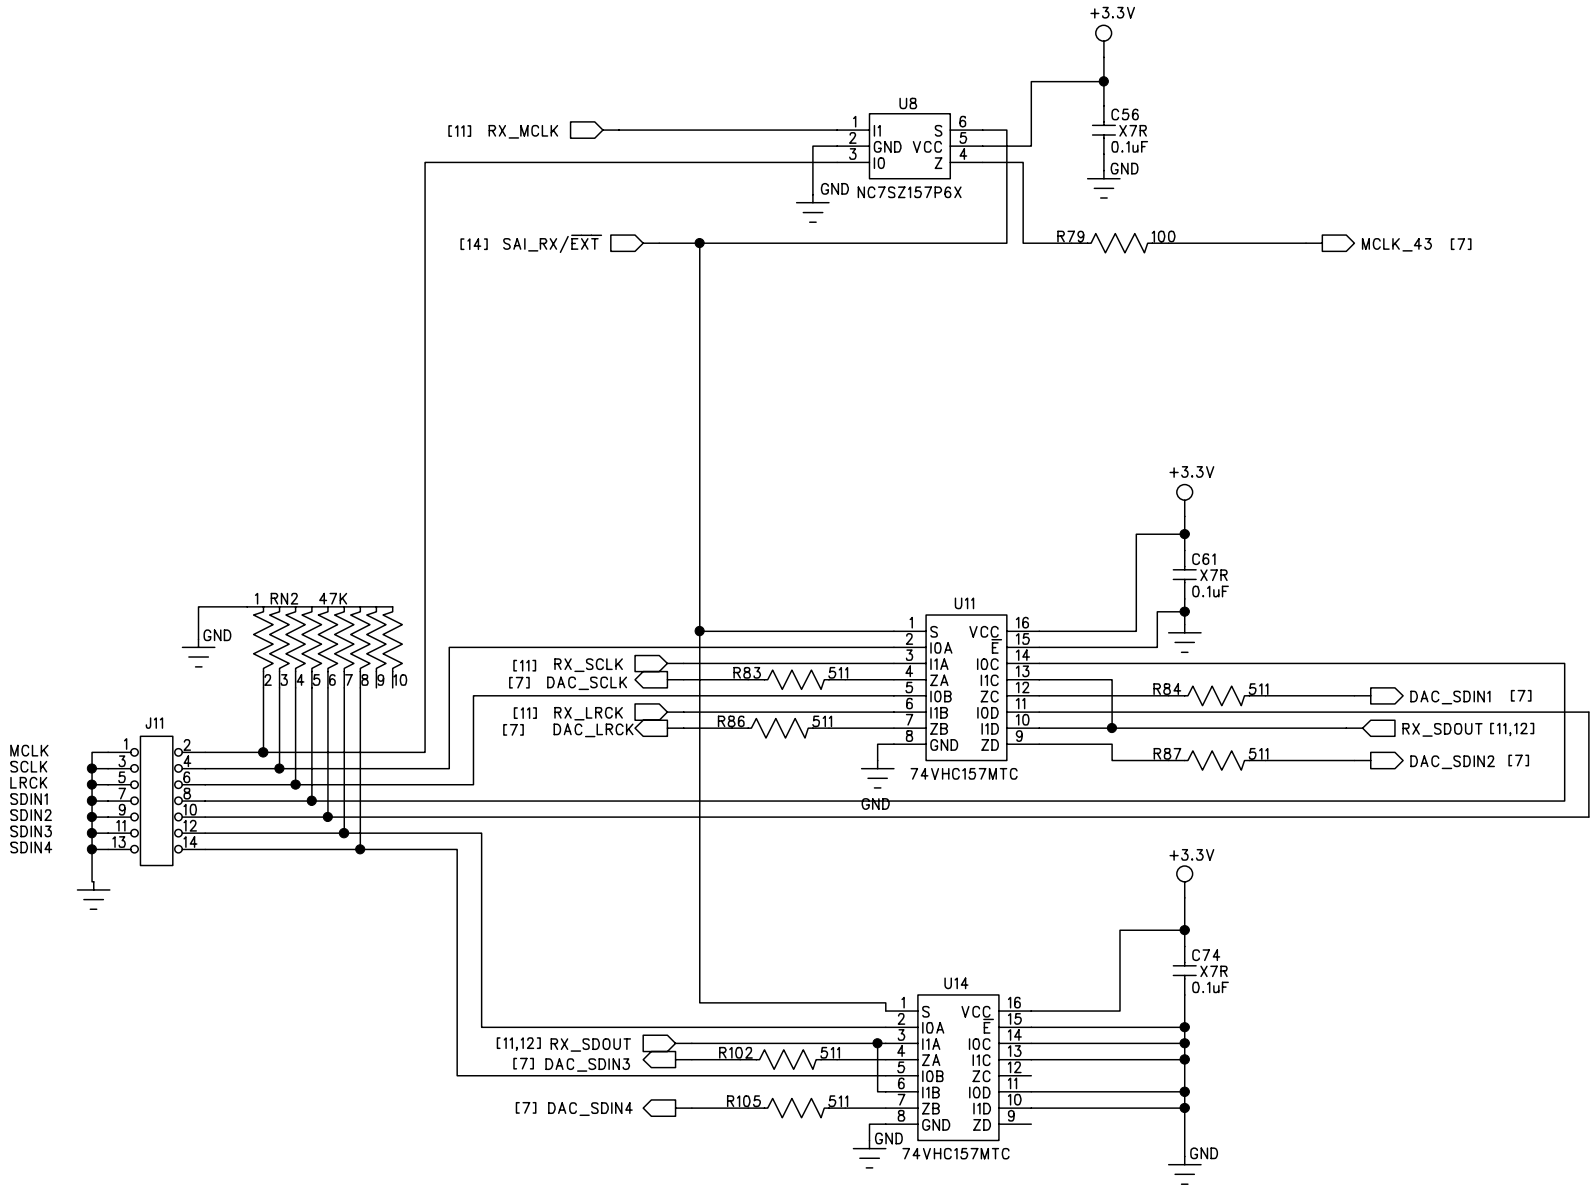 +3.3V
C56
X7R
0.1uF
GND
U8
[11] RX_MCLK
1 I1 S 6
2 GND VCC 5
3 I0 Z 4
GND
NC7SZ157P6X
[14] SAI_RX/EXT
R79 100
MCLK_43 [7]
+3.3V
C61
X7R
0.1uF
1 RN2 47K
GND
2 3 4 5 6 7 8 9 10
U11
1 S VCC 16
2 I0A E 15
3 I1A I0C 14
4 ZA I1C 13
5 I0B ZC 12
6 I1B I0D 11
7 ZB I1D 10
8 GND ZD 9
74VHC157MTC
GND
[11] RX_SCLK
[7] DAC_SCLK
R83 511
[11] RX_LRCK
[7] DAC_LRCK
R86 511
R84 511
DAC_SDIN1 [7]
RX_SDOUT [11,12]
R87 511
DAC_SDIN2 [7]
J11
MCLK 1 2
SCLK 3 4
LRCK 5 6
SDIN1 7 8
SDIN2 9 10
SDIN3 11 12
SDIN4 13 14
+3.3V
C74
X7R
0.1uF
U14
1 S VCC 16
2 I0A E 15
3 I1A I0C 14
4 ZA I1C 13
5 I0B ZC 12
6 I1B I0D 11
7 ZB I1D 10
8 GND ZD 9
GND
74VHC157MTC
[11,12] RX_SDOUT
[7] DAC_SDIN3
R102 511
[7] DAC_SDIN4
R105 511
GND